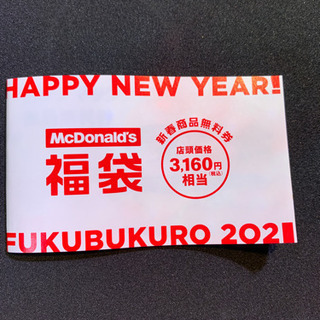 HAPPY NEW YEAR!
McDonald's
福袋
新春商品無料券
店頭価格
3,160円
(税込)
相当
FUKUBUKURO 2021